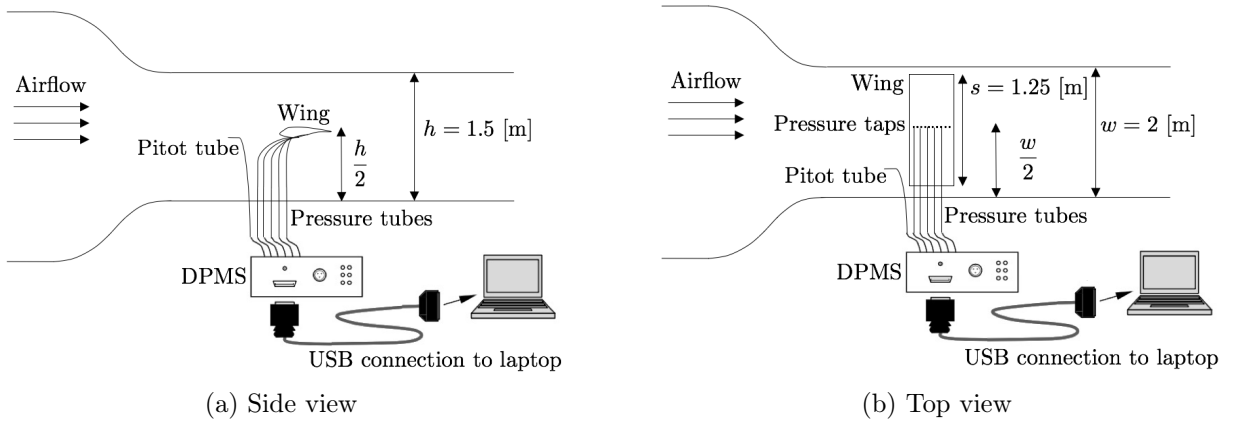 Airflow
Wing
h = 1.5 [m]
Pitot tube
h/2
Pressure tubes
DPMS
USB connection to laptop
(a) Side view
Airflow
Wing
s = 1.25 [m]
Pressure taps
w = 2 [m]
w/2
Pitot tube
Pressure tubes
DPMS
USB connection to laptop
(b) Top view